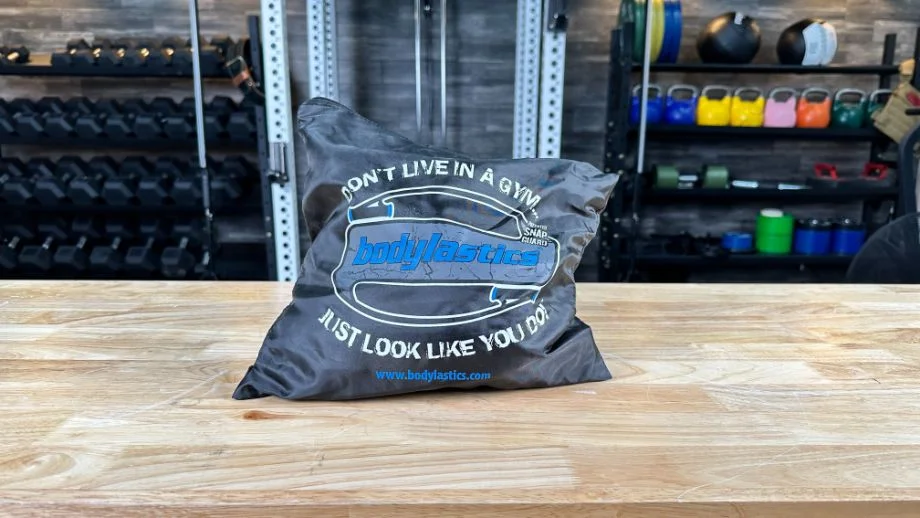 DON'T LIVE IN A GYM...
SNAP
GUARD
bodylastics
JUST LOOK LIKE YOU DO!
www.bodylastics.com